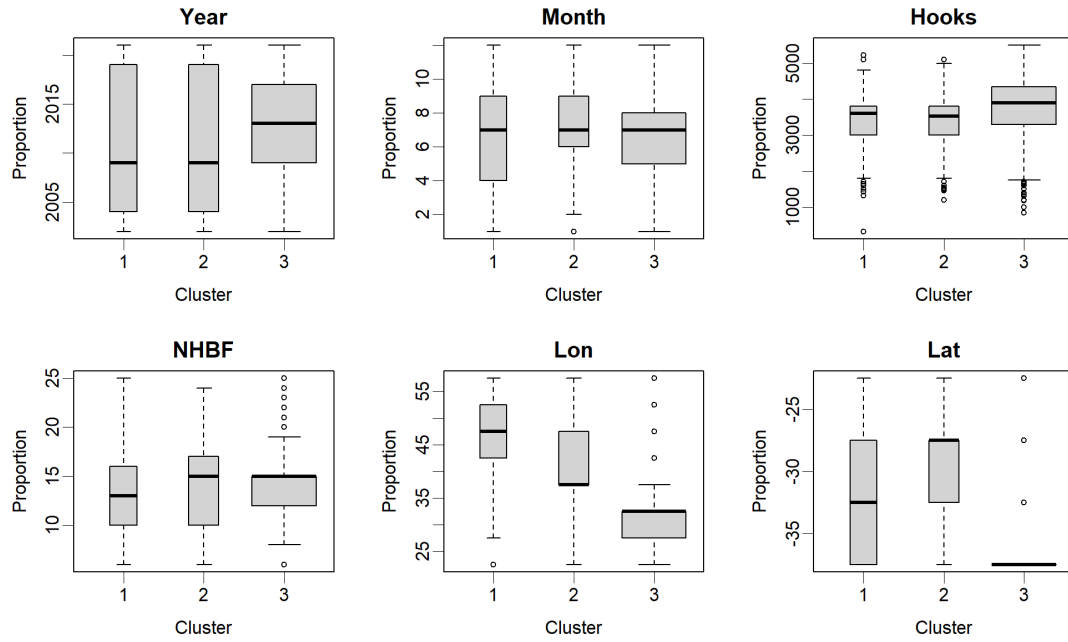 Year
Proportion
2005 2015
1 2 3
Cluster
Month
Proportion
2 4 6 8 10
1 2 3
Cluster
Hooks
Proportion
1000 3000 5000
1 2 3
Cluster
NHBF
Proportion
10 15 20 25
1 2 3
Cluster
Lon
Proportion
25 35 45 55
1 2 3
Cluster
Lat
Proportion
-35 -30 -25
1 2 3
Cluster